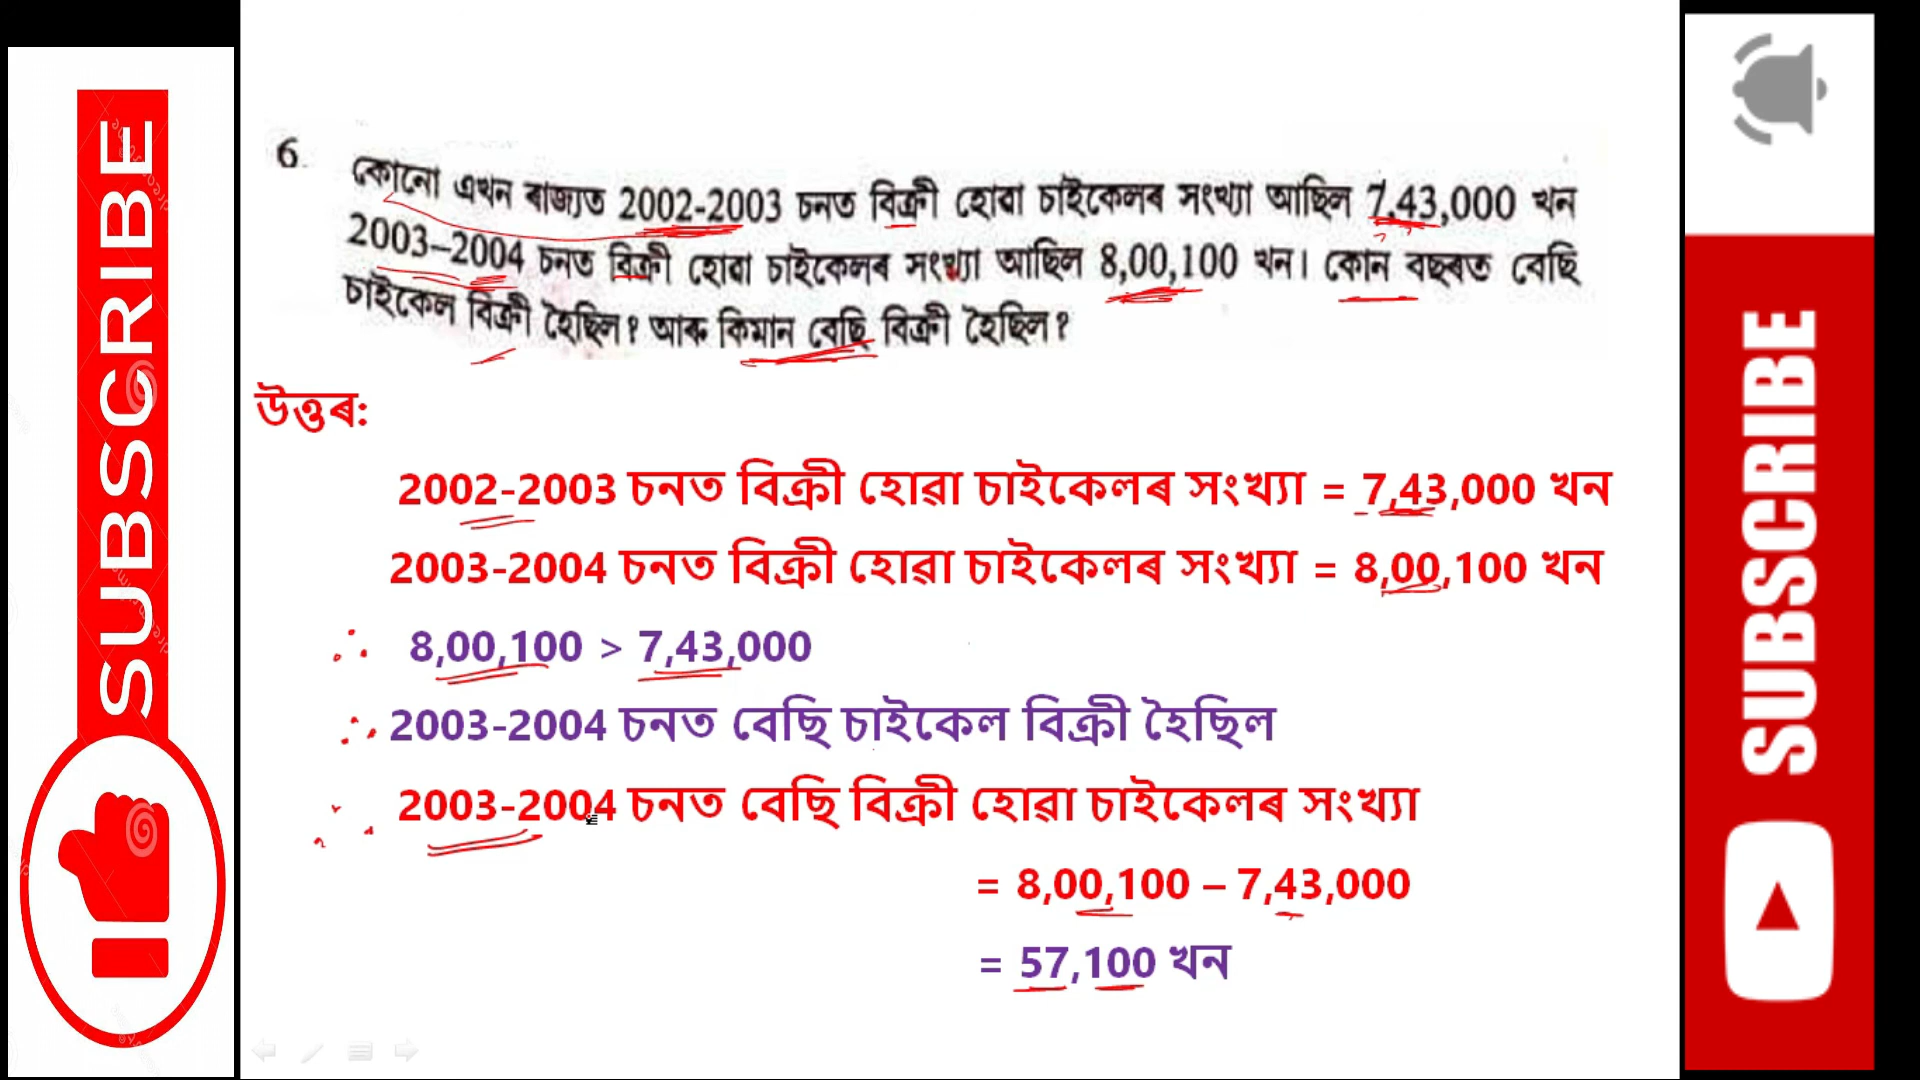 SUBSCRIBE
6. কোনো এখন ৰাজ্যত 2002-2003 চনত বিক্ৰী হোৱা চাইকেলৰ সংখ্যা আছিল 7,43,000 খন
2003–2004 চনত বিক্ৰী হোৱা চাইকেলৰ সংখ্যা আছিল 8,00,100 খন। কোন বছৰত বেছি
চাইকেল বিক্ৰী হৈছিল? আৰু কিমান বেছি বিক্ৰী হৈছিল?
উত্তৰ:
2002-2003 চনত বিক্ৰী হোৱা চাইকেলৰ সংখ্যা = 7,43,000 খন
2003-2004 চনত বিক্ৰী হোৱা চাইকেলৰ সংখ্যা = 8,00,100 খন
∴ 8,00,100 > 7,43,000
∴ 2003-2004 চনত বেছি চাইকেল বিক্ৰী হৈছিল
∴ 2003-2004 চনত বেছি বিক্ৰী হোৱা চাইকেলৰ সংখ্যা
= 8,00,100 – 7,43,000
= 57,100 খন
SUBSCRIBE